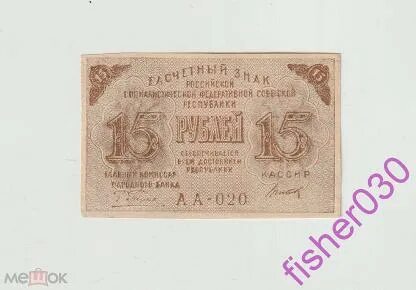 15 15
РАСЧЕТНЫЙ ЗНАК
РОССИЙСКОЙ
СОЦИАЛИСТИЧЕСКОЙ ФЕДЕРАТИВНОЙ СОВЕТСКОЙ
РЕСПУБЛИКИ
15 РУБЛЕЙ 15
ОБЕСПЕЧИВАЕТСЯ
ВСЕМ ДОСТОЯНИЕМ
РЕСПУБЛИКИ
ГЛАВНЫЙ КОМИССАР
НАРОДНОГО БАНКА
КАССИР
АА-020
fisher030
мешок